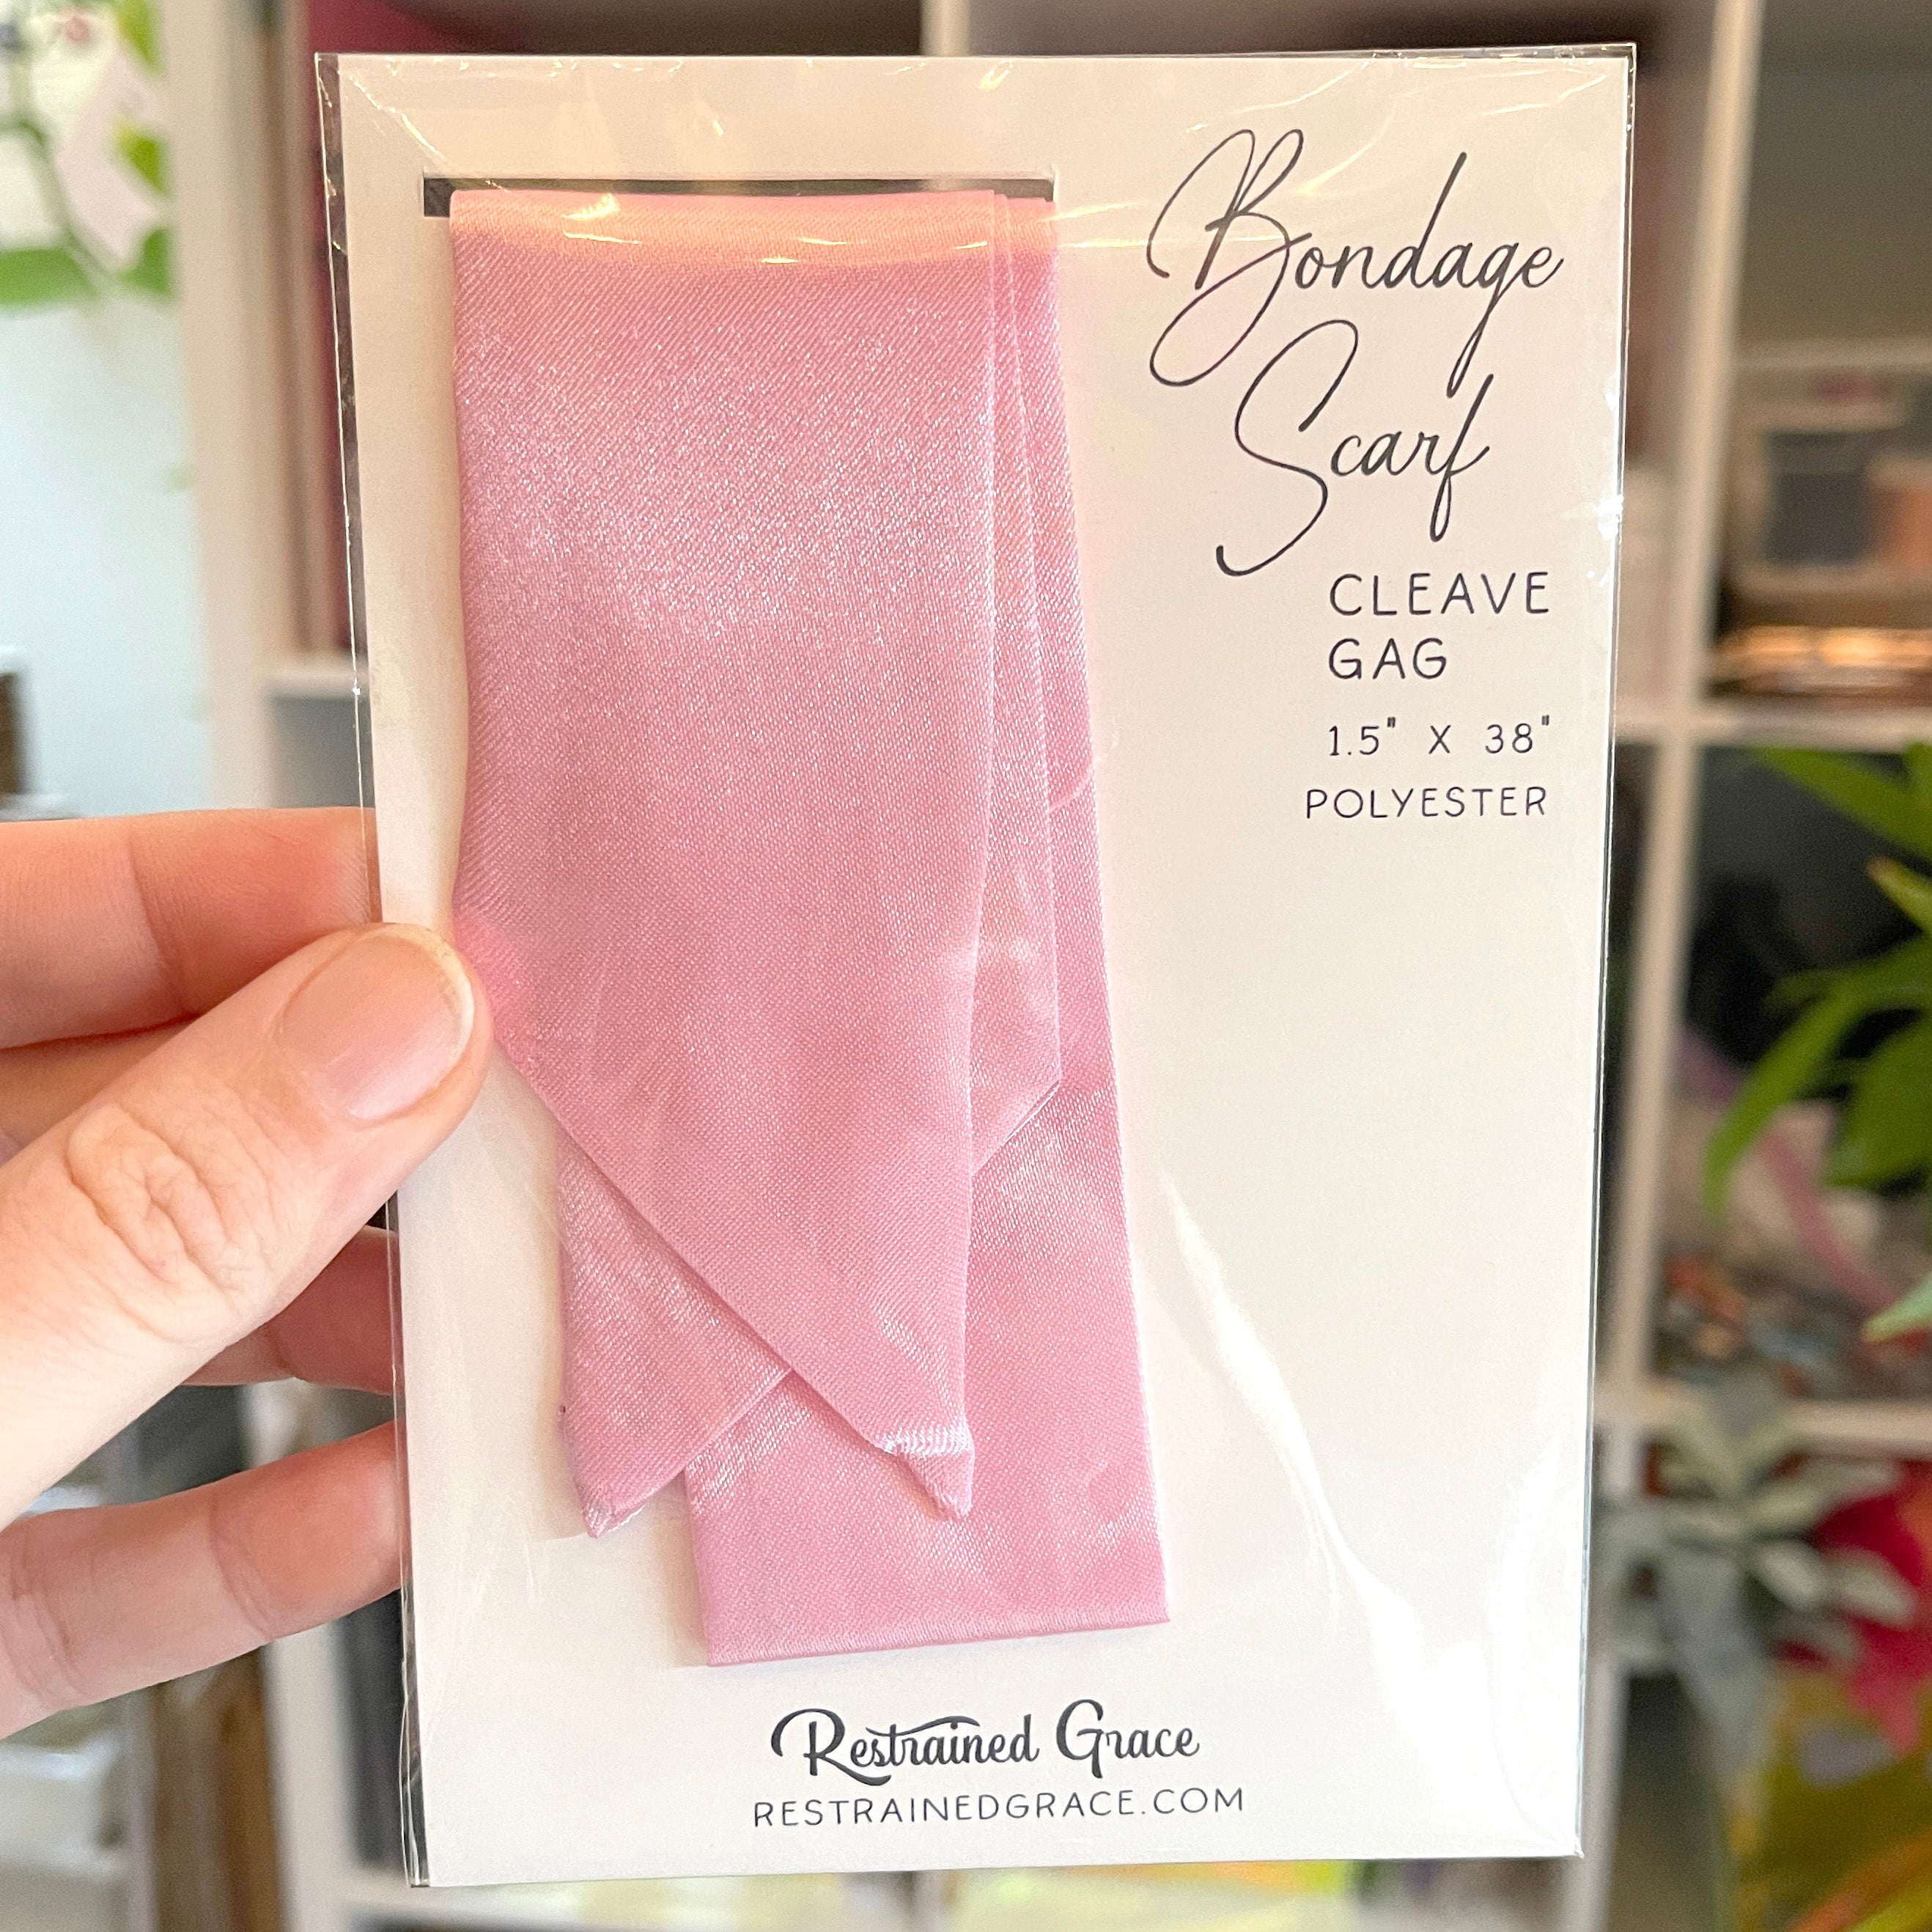 Bondage
Scarf
CLEAVE
GAG
1.5" X 38"
POLYESTER
Restrained Grace
RESTRAINEDGRACE.COM